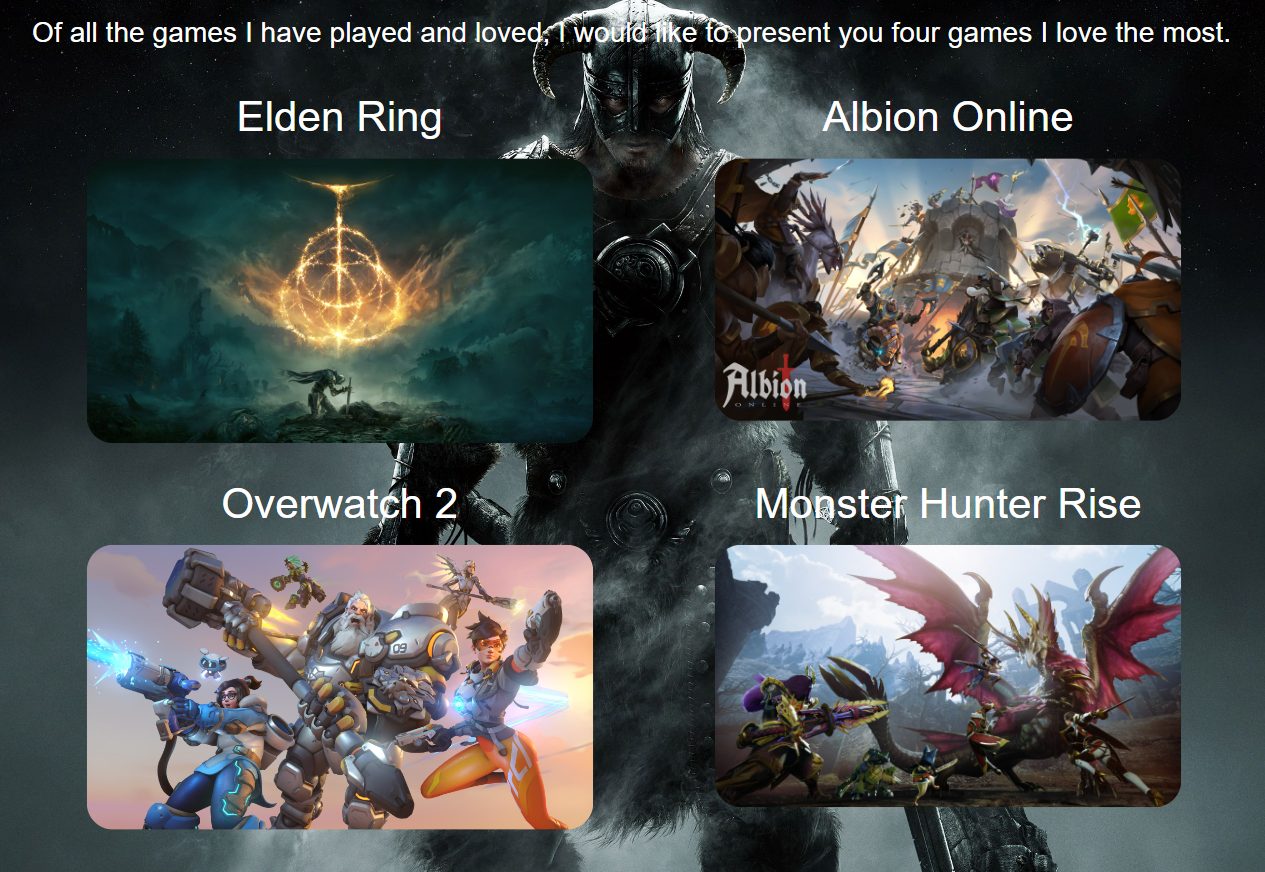 Of all the games I have played and loved, I would like to present you four games I love the most.
Elden Ring
Albion Online
Albion
ONLINE
Overwatch 2
09
Monster Hunter Rise